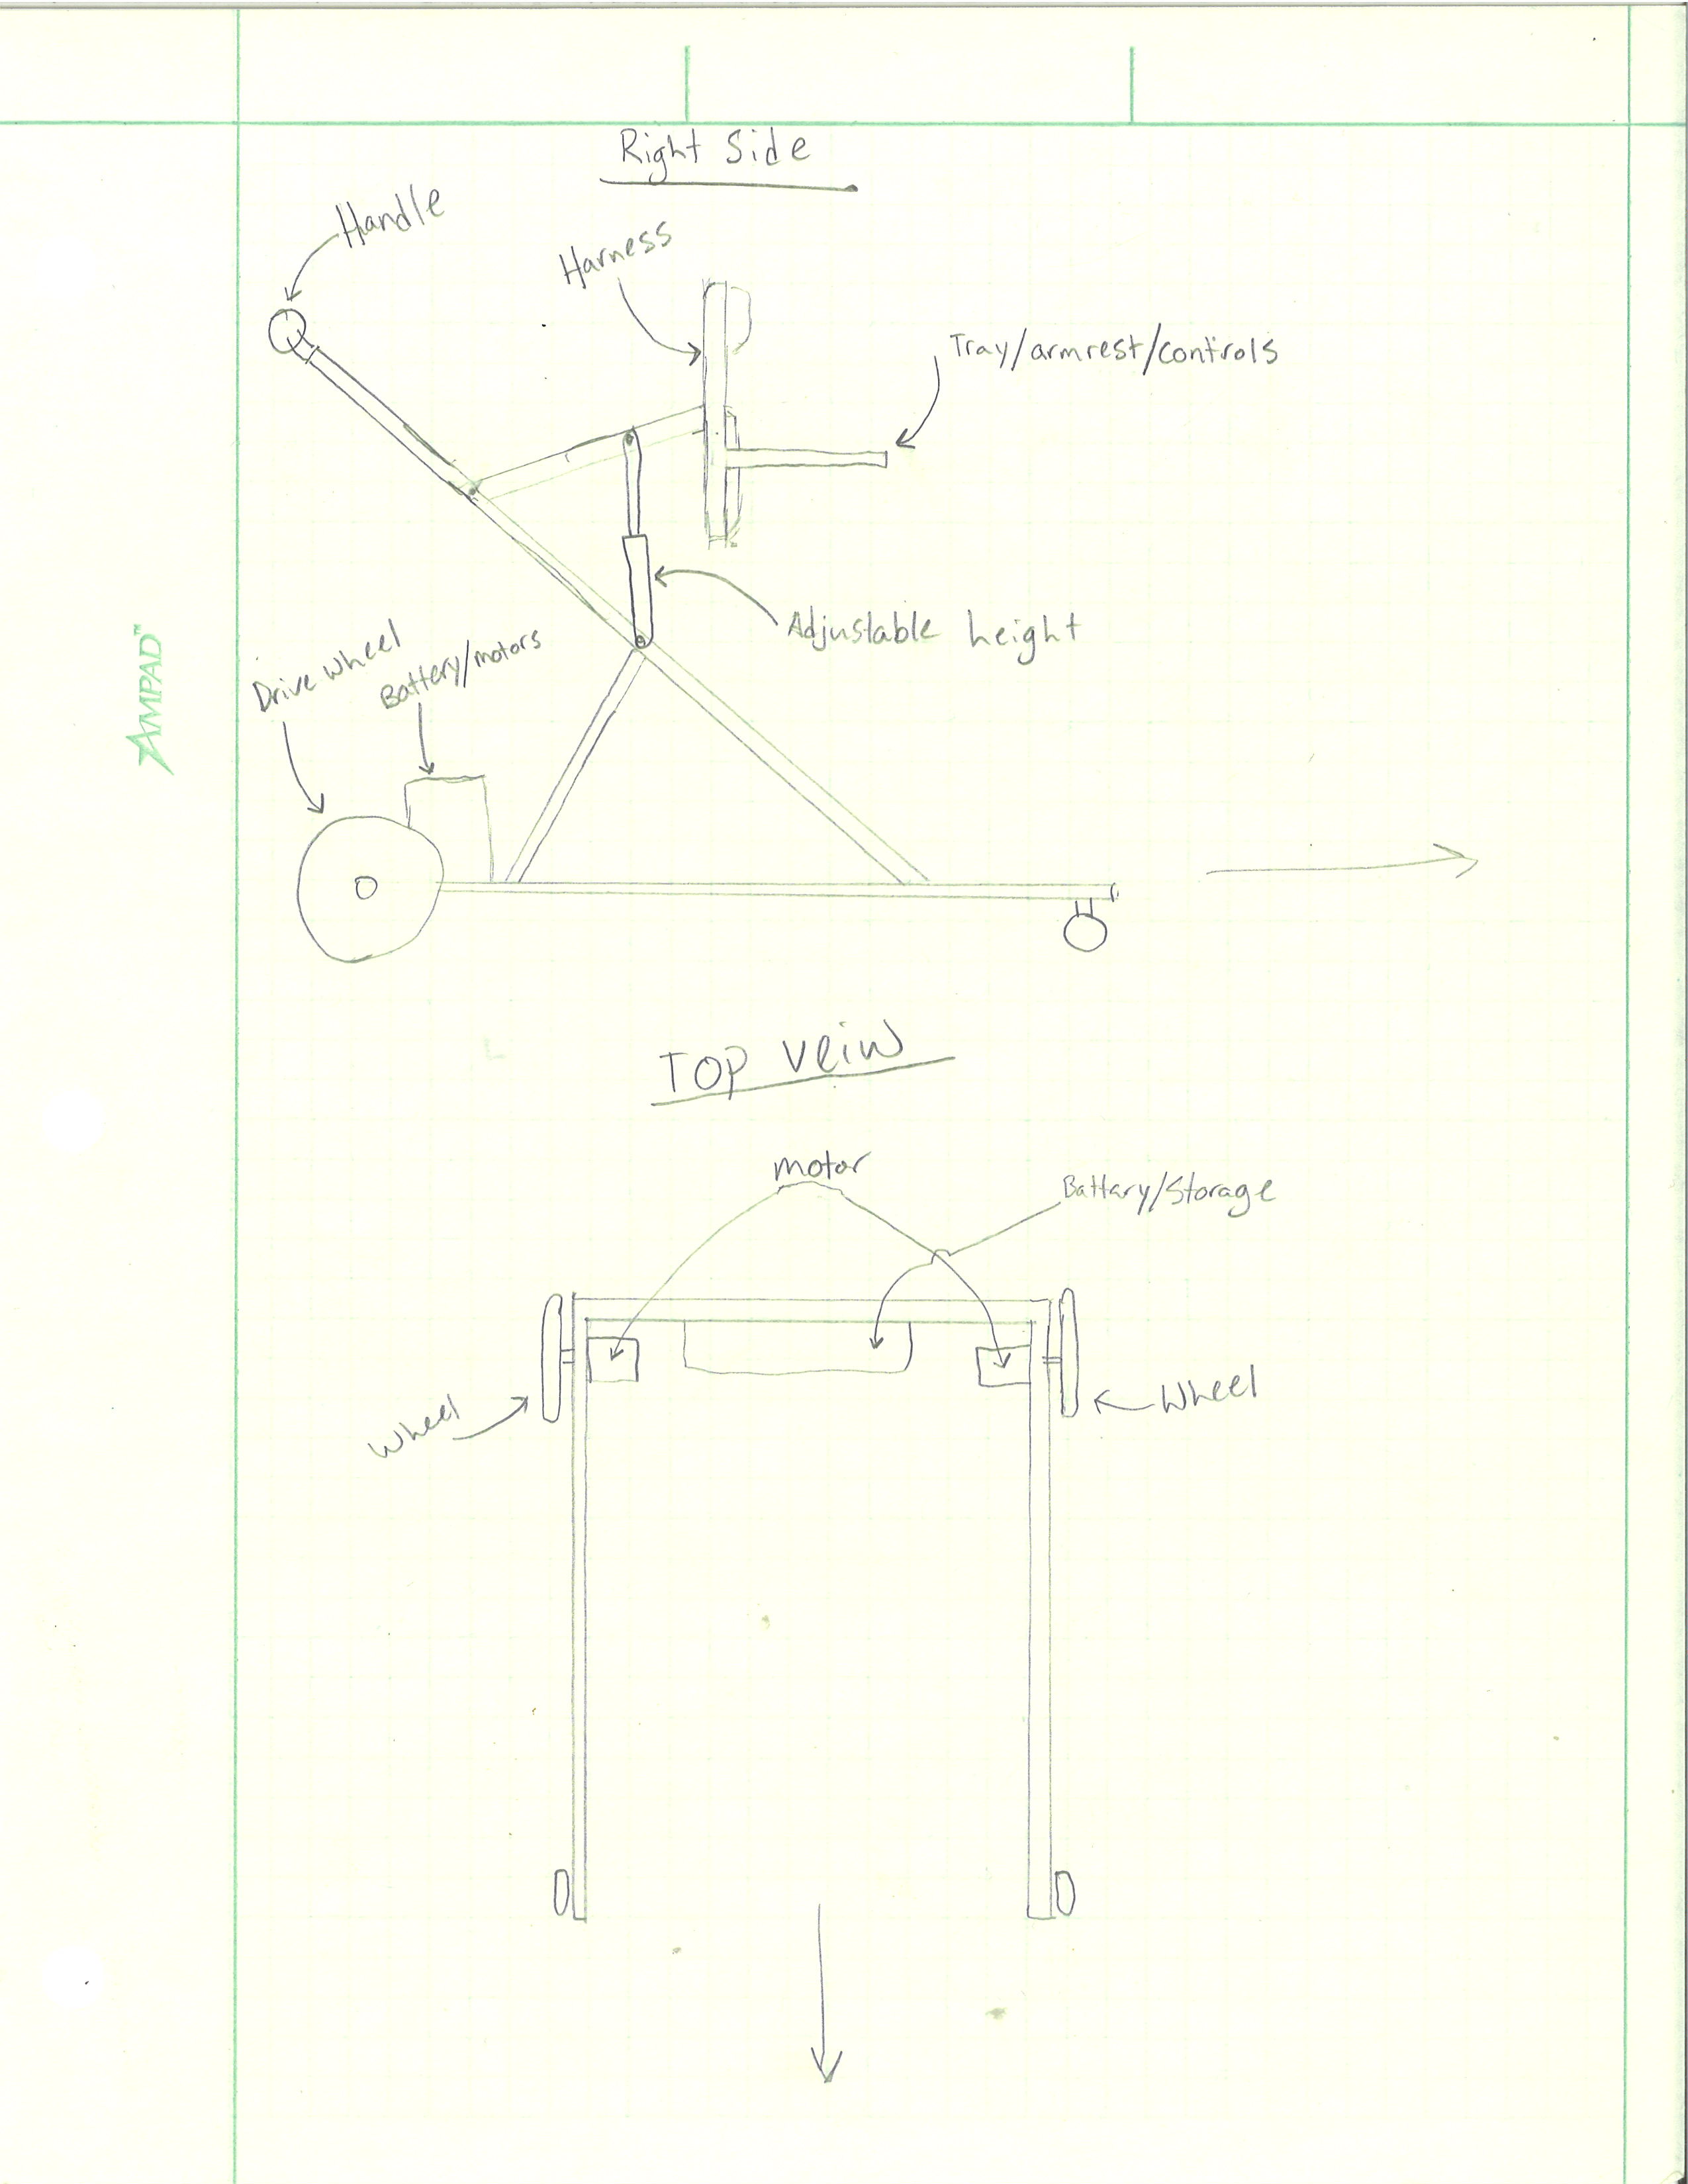 Right Side
Handle
Harness
Tray/armrest/controls
Adjustable height
Drive wheel
Battery/motors
AMPAD™
TOP veiw
motor
Battary/Storage
Wheel
Wheel